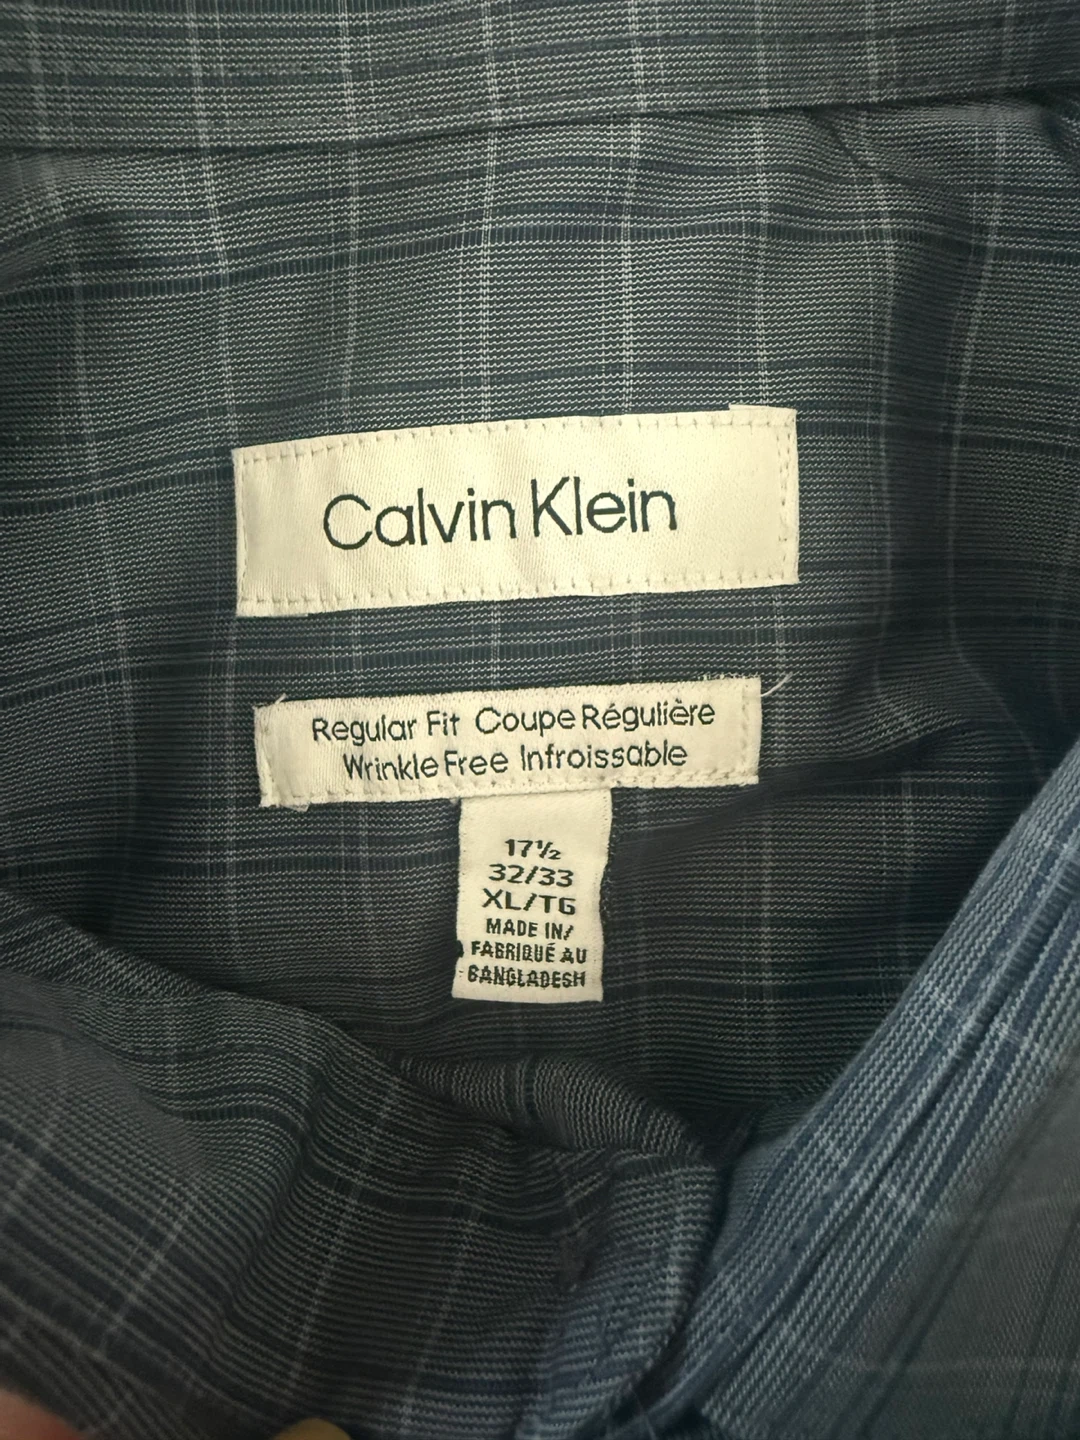 Calvin Klein
Regular Fit Coupe Régulière
Wrinkle Free Infroissable
17½
32/33
XL/TG
MADE IN/
FABRIQUÉ AU
BANGLADESH